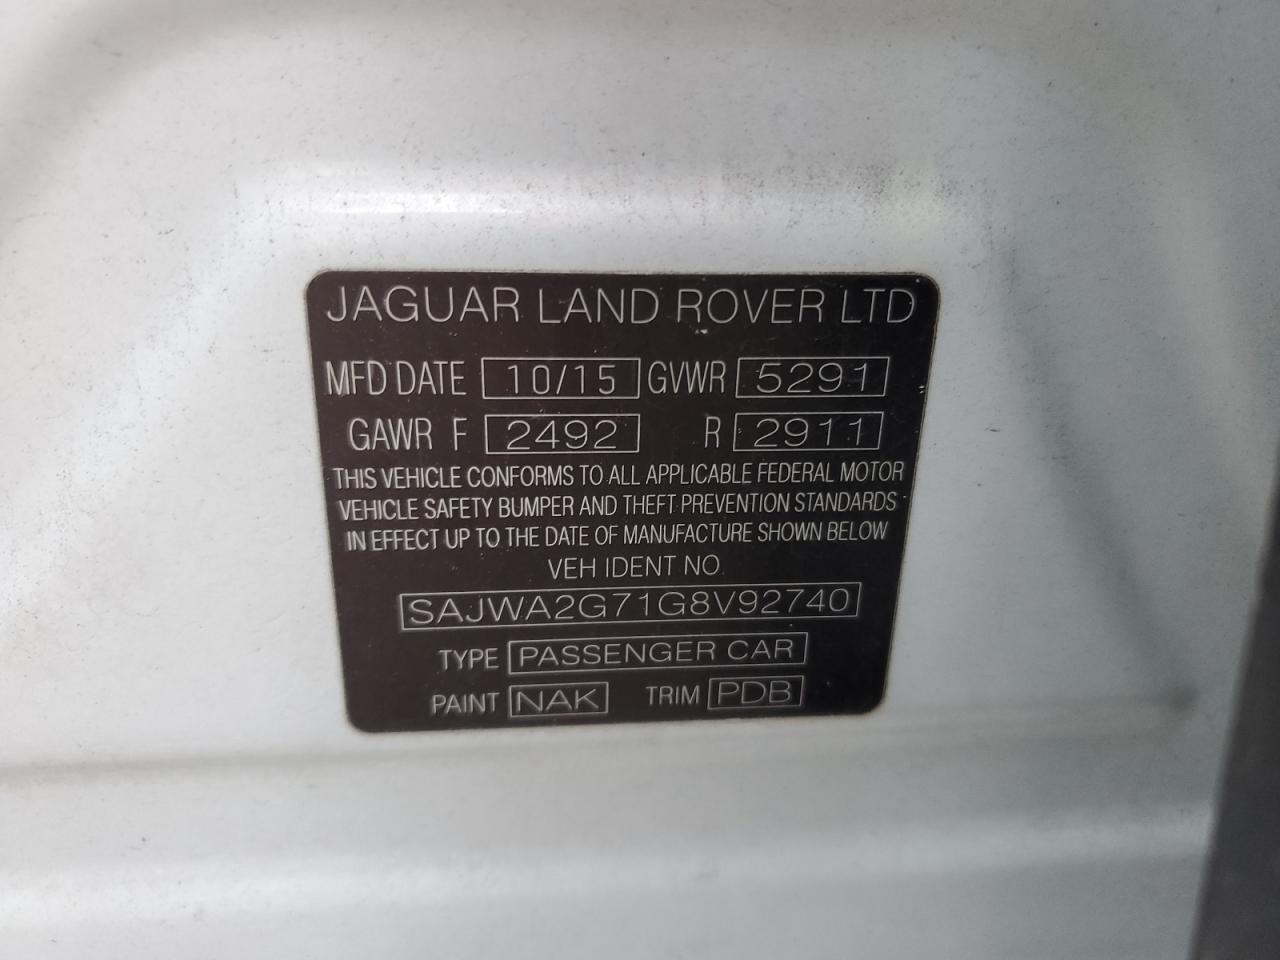 JAGUAR LAND ROVER LTD
MFD DATE 10/15 GVWR 5291
GAWR F 2492 R 2911
THIS VEHICLE CONFORMS TO ALL APPLICABLE FEDERAL MOTOR
VEHICLE SAFETY BUMPER AND THEFT PREVENTION STANDARDS
IN EFFECT UP TO THE DATE OF MANUFACTURE SHOWN BELOW
VEH IDENT NO.
SAJWA2G71G8V92740
TYPE PASSENGER CAR
PAINT NAK TRIM PDB